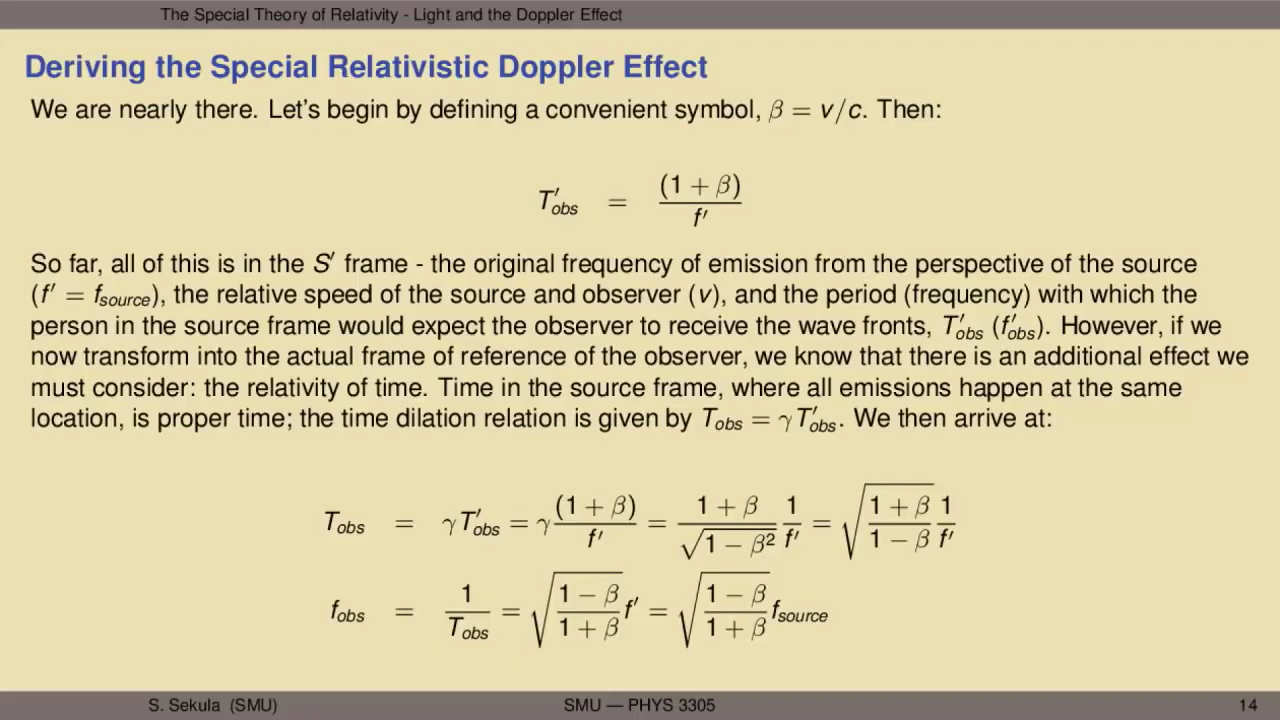 The Special Theory of Relativity - Light and the Doppler Effect
Deriving the Special Relativistic Doppler Effect
We are nearly there. Let's begin by defining a convenient symbol, β = v/c. Then:
T′obs = (1 + β)/f′
So far, all of this is in the S′ frame - the original frequency of emission from the perspective of the source
(f′ = fsource), the relative speed of the source and observer (v), and the period (frequency) with which the
person in the source frame would expect the observer to receive the wave fronts, T′obs (f′obs). However, if we
now transform into the actual frame of reference of the observer, we know that there is an additional effect we
must consider: the relativity of time. Time in the source frame, where all emissions happen at the same
location, is proper time; the time dilation relation is given by Tobs = γT′obs. We then arrive at:
Tobs = γT′obs = γ (1 + β)/f′ = (1 + β)/√(1 − β²) 1/f′ = √((1 + β)/(1 − β)) 1/f′
fobs = 1/Tobs = √((1 − β)/(1 + β)) f′ = √((1 − β)/(1 + β)) fsource
S. Sekula (SMU) SMU — PHYS 3305 14